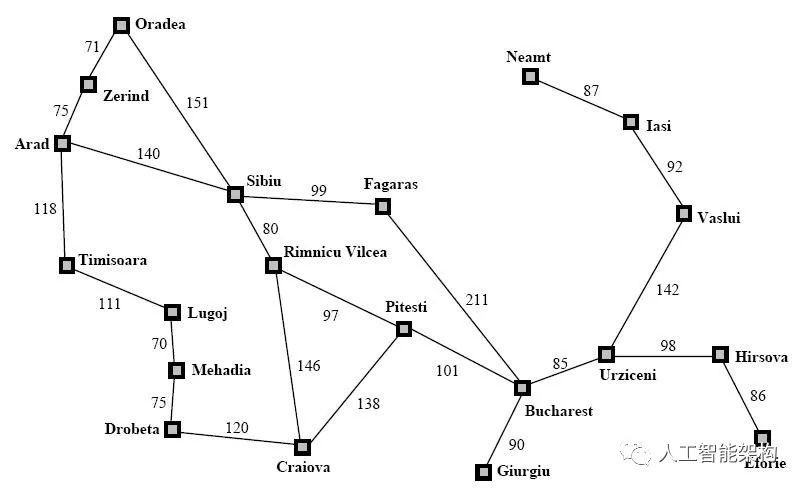 Oradea
71
Neamt
Zerind
87
151
75
Iasi
Arad
140
Sibiu
92
99
Fagaras
118
80
Vaslui
Timisoara
Rimnicu Vilcea
142
111
Lugoj
97
Pitesti
211
70
98
Hirsova
146
101
85
Mehadia
Urziceni
86
75
138
Bucharest
Drobeta
120
90
人工智能架构
Craiova
Giurgiu
Eforie